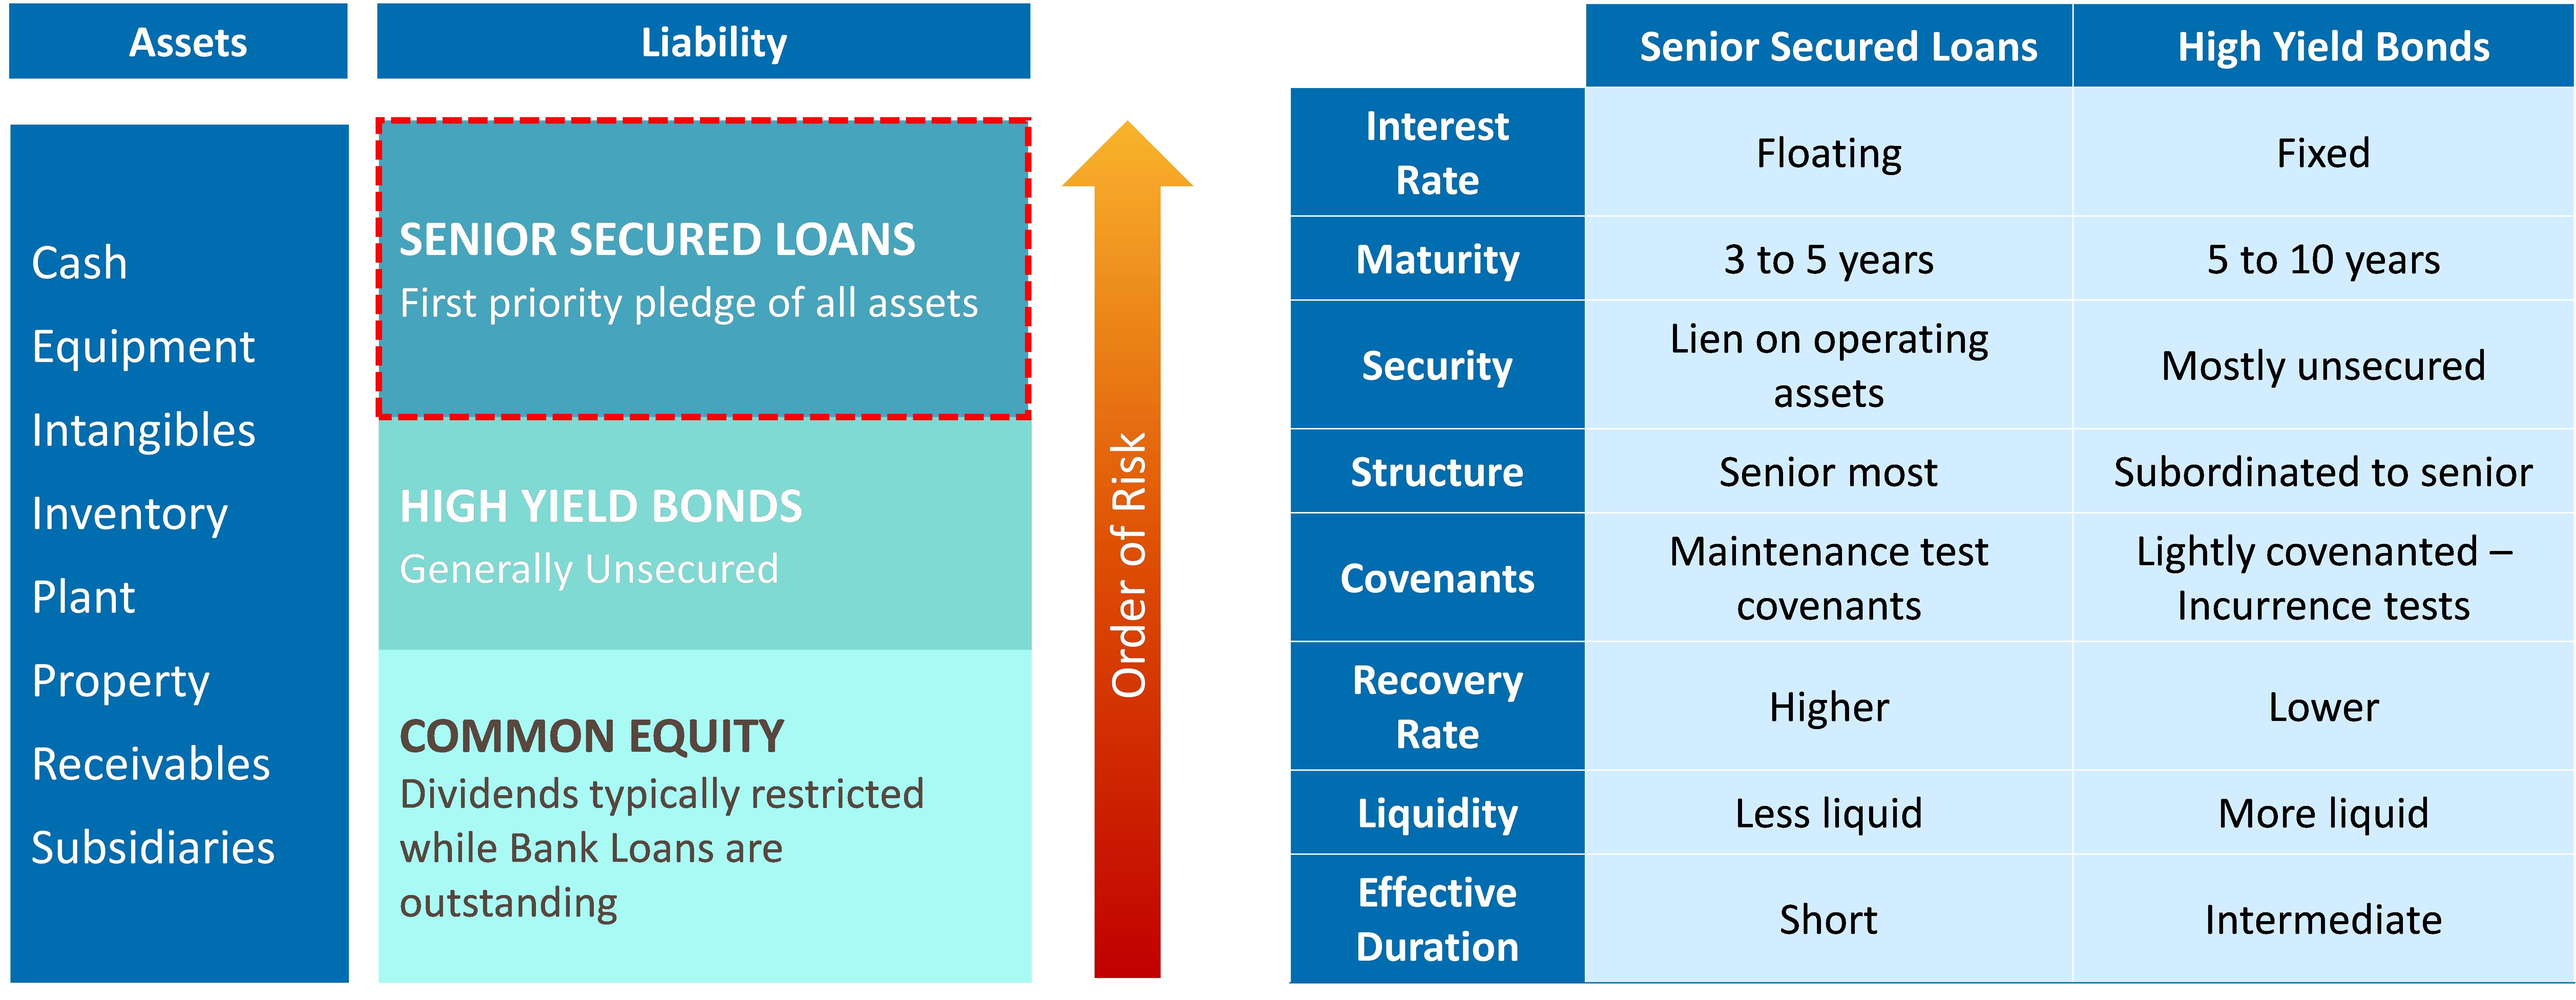 Assets
Cash
Equipment
Intangibles
Inventory
Plant
Property
Receivables
Subsidiaries
Liability
SENIOR SECURED LOANS
First priority pledge of all assets
HIGH YIELD BONDS
Generally Unsecured
COMMON EQUITY
Dividends typically restricted
while Bank Loans are
outstanding
Order of Risk
Senior Secured Loans
High Yield Bonds
Interest
Rate
Floating
Fixed
Maturity
3 to 5 years
5 to 10 years
Security
Lien on operating
assets
Mostly unsecured
Structure
Senior most
Subordinated to senior
Covenants
Maintenance test
covenants
Lightly covenanted –
Incurrence tests
Recovery
Rate
Higher
Lower
Liquidity
Less liquid
More liquid
Effective
Duration
Short
Intermediate